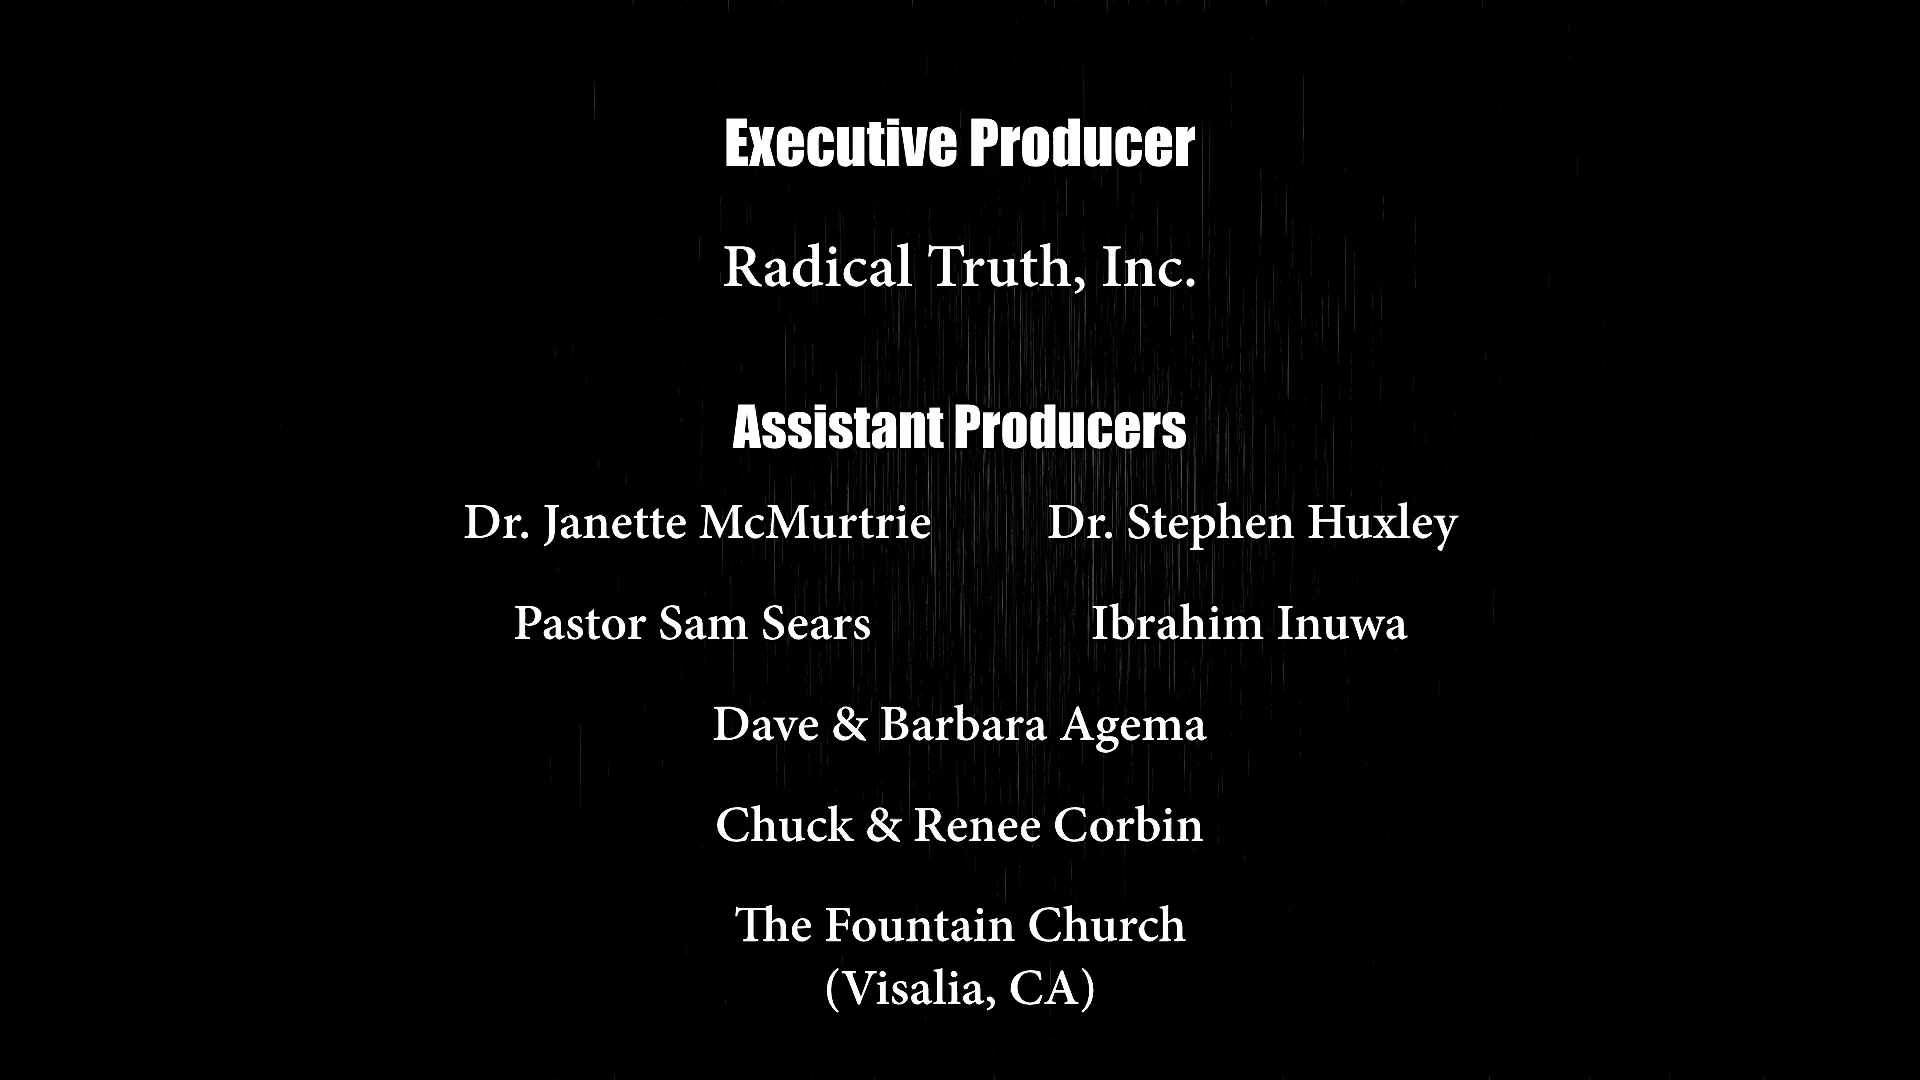 Executive Producer
Radical Truth, Inc.
Assistant Producers
Dr. Janette McMurtrie Dr. Stephen Huxley
Pastor Sam Sears Ibrahim Inuwa
Dave & Barbara Agema
Chuck & Renee Corbin
The Fountain Church
(Visalia, CA)